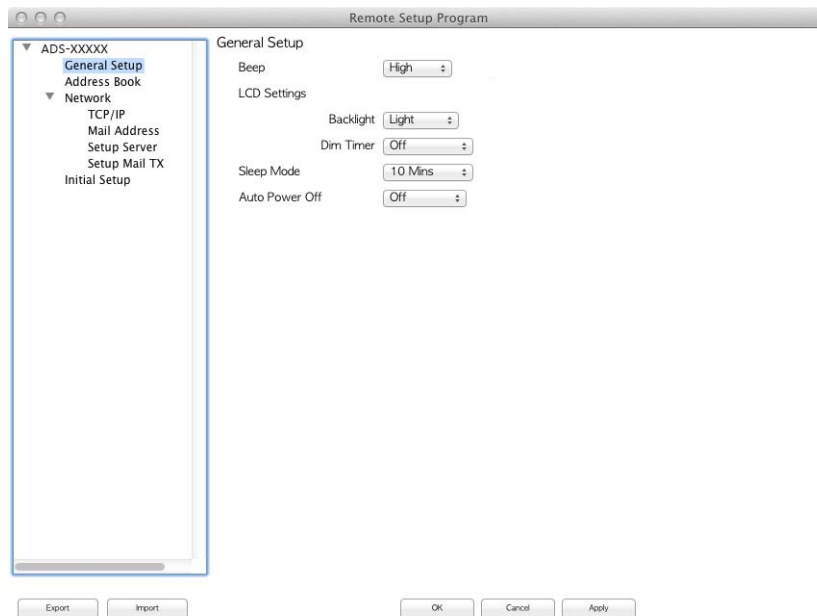 Remote Setup Program
ADS-XXXXX
General Setup
Address Book
Network
TCP/IP
Mail Address
Setup Server
Setup Mail TX
Initial Setup
General Setup
Beep High
LCD Settings
Backlight Light
Dim Timer Off
Sleep Mode 10 Mins
Auto Power Off Off
Export Import OK Cancel Apply